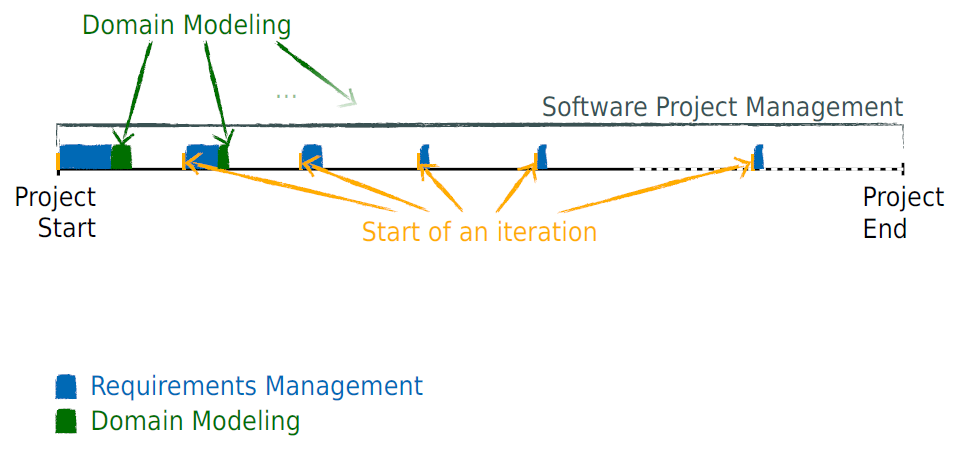 Domain Modeling
...
Software Project Management
Project
Start
Project
End
Start of an iteration
Requirements Management
Domain Modeling